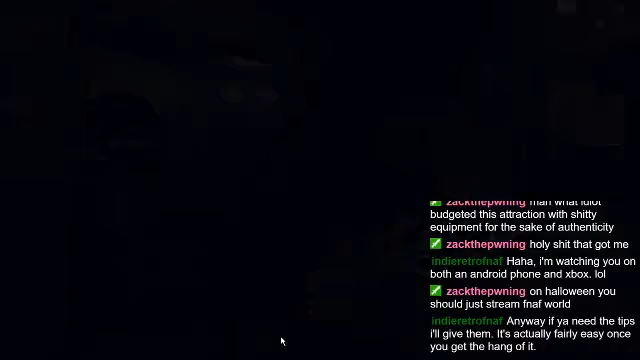 zackthepwning man what idiot
budgeted this attraction with shitty
equipment for the sake of authenticity
zackthepwning holy shit that got me
indieretrofnaf Haha, i'm watching you on
both an android phone and xbox. lol
zackthepwning on halloween you
should just stream fnaf world
indieretrofnaf Anyway if ya need the tips
i'll give them. It's actually fairly easy once
you get the hang of it.